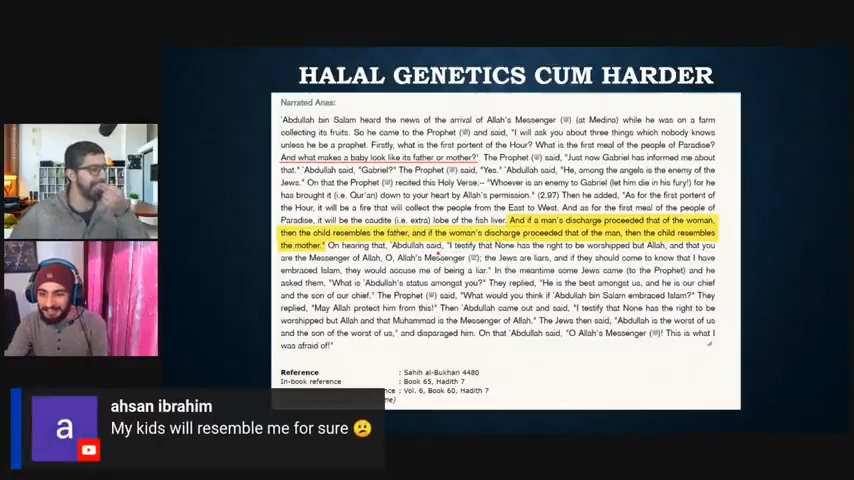 HALAL GENETICS CUM HARDER
Narrated Anas:
`Abdullah bin Salam heard the news of the arrival of Allah's Messenger (ﷺ) (at Medina) while he was on a farm
collecting its fruits. So he came to the Prophet (ﷺ) and said, "I will ask you about three things which nobody knows
unless he be a prophet. Firstly, what is the first portent of the Hour? What is the first meal of the people of Paradise?
And what makes a baby look like its father or mother?' The Prophet (ﷺ) said, "Just now Gabriel has informed me about
that." `Abdullah said, "Gabriel?" The Prophet (ﷺ) said, "Yes." `Abdullah said, "He, among the angels is the enemy of the
Jews." On that the Prophet (ﷺ) recited this Holy Verse:-- "Whoever is an enemy to Gabriel (let him die in his fury!) for he
has brought it (i.e. Qur'an) down to your heart by Allah's permission." (2.97) Then he added, "As for the first portent of
the Hour, it will be a fire that will collect the people from the East to West. And as for the first meal of the people of
Paradise, it will be the caudite (i.e. extra) lobe of the fish liver. And if a man's discharge proceeded that of the woman,
then the child resembles the father, and if the woman's discharge proceeded that of the man, then the child resembles
the mother." On hearing that, `Abdullah said, "I testify that None has the right to be worshipped but Allah, and that you
are the Messenger of Allah, O, Allah's Messenger (ﷺ); the Jews are liars, and if they should come to know that I have
embraced Islam, they would accuse me of being a liar." In the meantime some Jews came (to the Prophet) and he
asked them, "What is `Abdullah's status amongst you?" They replied, "He is the best amongst us, and he is our chief
and the son of our chief." The Prophet (ﷺ) said, "What would you think if `Abdullah bin Salam embraced Islam?" They
replied, "May Allah protect him from this!" Then `Abdullah came out and said, "I testify that None has the right to be
worshipped but Allah and that Muhammad is the Messenger of Allah." The Jews then said, "Abdullah is the worst of us
and the son of the worst of us," and disparaged him. On that `Abdullah said, "O Allah's Messenger (ﷺ)! This is what I
was afraid of!"
Reference : Sahih al-Bukhari 4480
In-book reference : Book 65, Hadith 7
: Vol. 6, Book 60, Hadith 7
a
ahsan ibrahim
My kids will resemble me for sure 😕